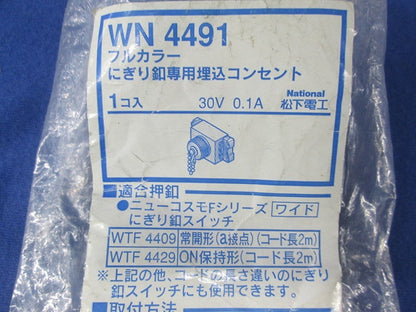 WN 4491
フルカラー
にぎり釦専用埋込コンセント
1コ入 30V 0.1A National 松下電工
■適合押釦
●ニューコスモFシリーズ ワイド
にぎり釦スイッチ
WTF 4409 常開形(a接点)(コード長2m)
WTF 4429 ON保持形(コード長2m)
※上記の他、コードの長さ違いのにぎり
釦スイッチにも使用できます。
■取付方法